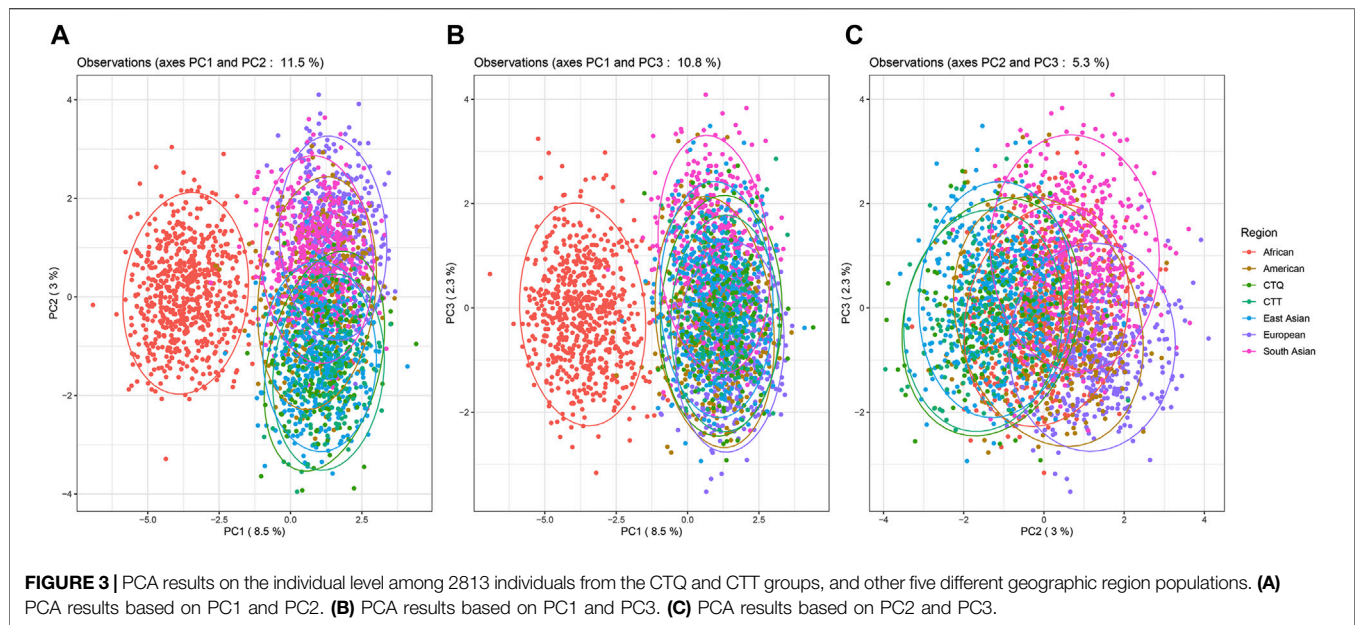 A
Observations (axes PC1 and PC2 : 11.5 %)
4
2
0
−2
−4
PC2 ( 3 %)
−5.0
−2.5
0.0
2.5
PC1 ( 8.5 %)
B
Observations (axes PC1 and PC3 : 10.8 %)
4
2
0
−2
PC3 ( 2.3 %)
−5.0
−2.5
0.0
2.5
PC1 ( 8.5 %)
C
Observations (axes PC2 and PC3 : 5.3 %)
4
2
0
−2
PC3 ( 2.3 %)
−4
−2
0
2
4
PC2 ( 3 %)
Region
African
American
CTQ
CTT
East Asian
European
South Asian
FIGURE 3 | PCA results on the individual level among 2813 individuals from the CTQ and CTT groups, and other five different geographic region populations. (A)
PCA results based on PC1 and PC2. (B) PCA results based on PC1 and PC3. (C) PCA results based on PC2 and PC3.